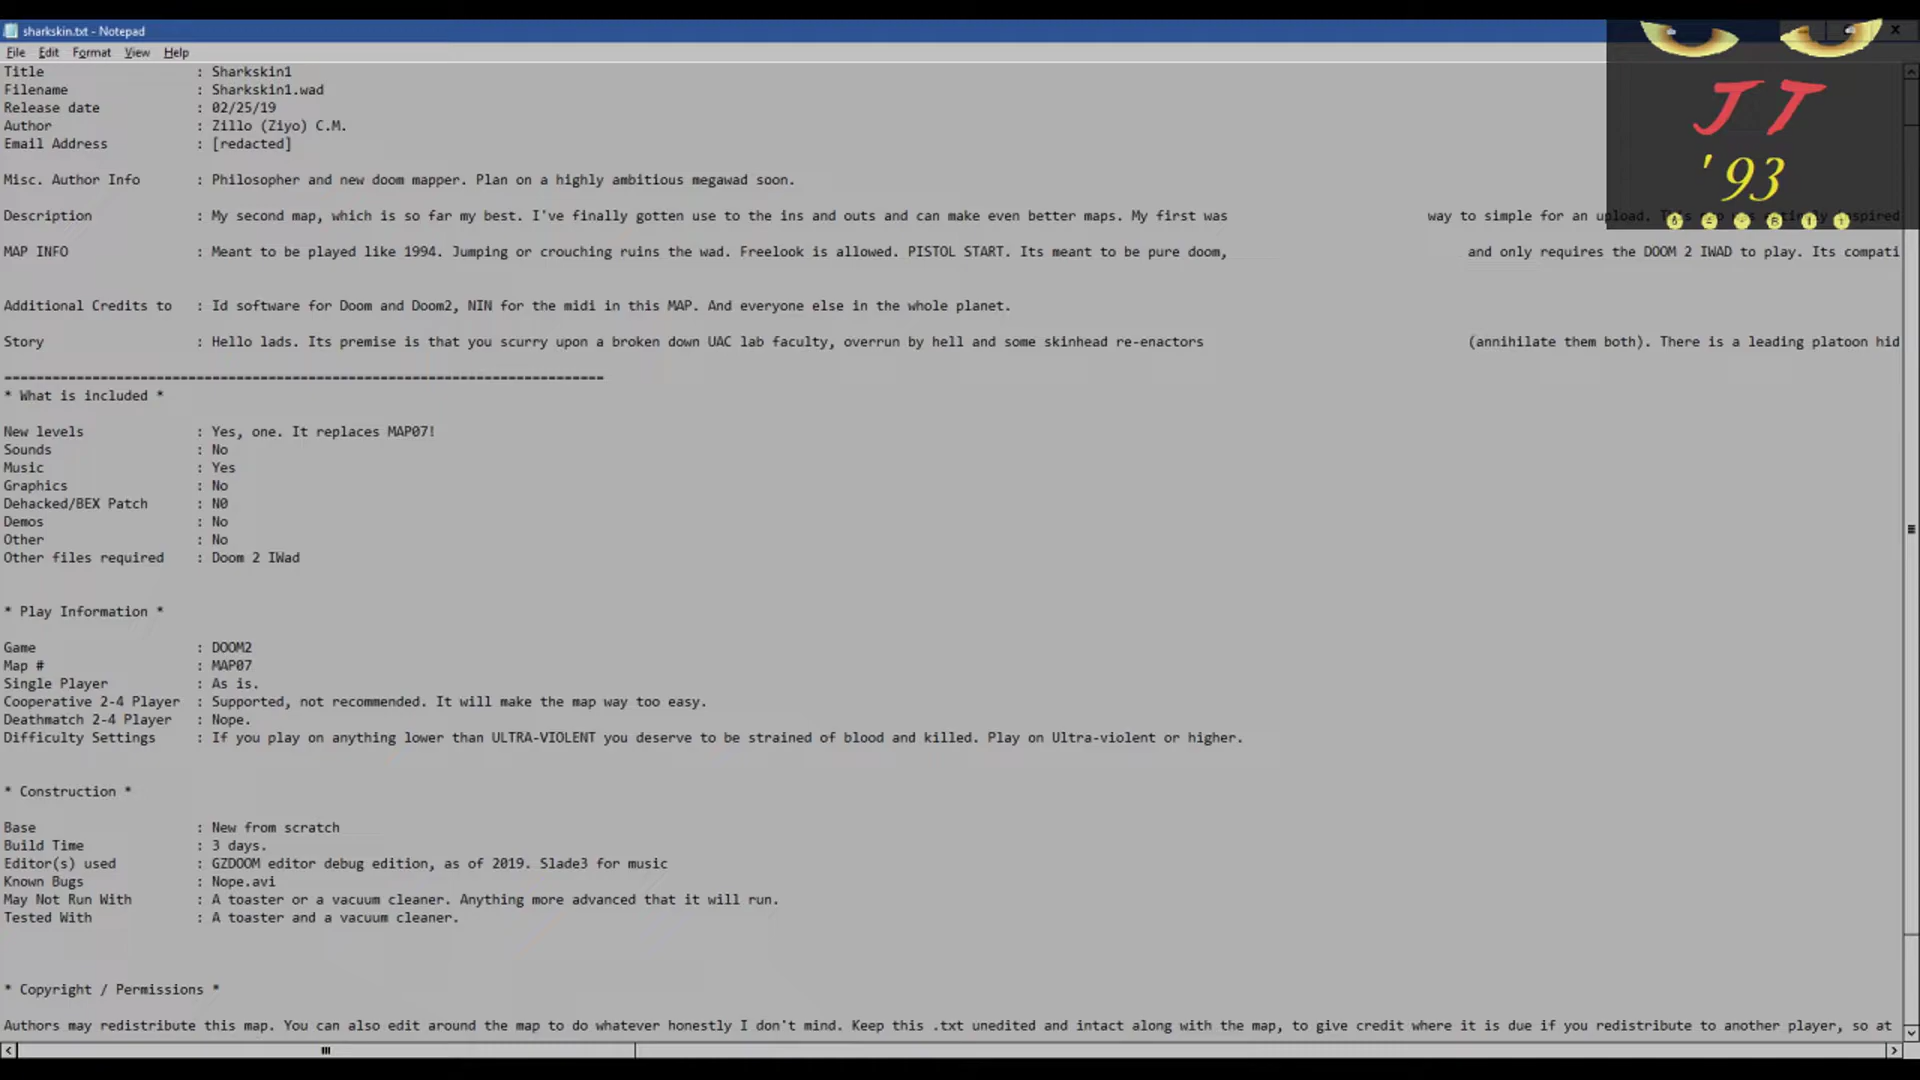 sharkskin.txt - Notepad
File Edit Format View Help
Title : Sharkskin1
Filename : Sharkskin1.wad
Release date : 02/25/19
Author : Zillo (Ziyo) C.M.
Email Address : [redacted]
Misc. Author Info : Philosopher and new doom mapper. Plan on a highly ambitious megawad soon.
Description : My second map, which is so far my best. I've finally gotten use to the ins and outs and can make even better maps. My first was way to simple for an upload. This map was inspired
MAP INFO : Meant to be played like 1994. Jumping or crouching ruins the wad. Freelook is allowed. PISTOL START. Its meant to be pure doom, and only requires the DOOM 2 IWAD to play. Its compati
Additional Credits to : Id software for Doom and Doom2, NIN for the midi in this MAP. And everyone else in the whole planet.
Story : Hello lads. Its premise is that you scurry upon a broken down UAC lab faculty, overrun by hell and some skinhead re-enactors (annihilate them both). There is a leading platoon hid
===========================================================================
* What is included *
New levels : Yes, one. It replaces MAP07!
Sounds : No
Music : Yes
Graphics : No
Dehacked/BEX Patch : N0
Demos : No
Other : No
Other files required : Doom 2 IWad
* Play Information *
Game : DOOM2
Map # : MAP07
Single Player : As is.
Cooperative 2-4 Player : Supported, not recommended. It will make the map way too easy.
Deathmatch 2-4 Player : Nope.
Difficulty Settings : If you play on anything lower than ULTRA-VIOLENT you deserve to be strained of blood and killed. Play on Ultra-violent or higher.
* Construction *
Base : New from scratch
Build Time : 3 days.
Editor(s) used : GZDOOM editor debug edition, as of 2019. Slade3 for music
Known Bugs : Nope.avi
May Not Run With : A toaster or a vacuum cleaner. Anything more advanced that it will run.
Tested With : A toaster and a vacuum cleaner.
* Copyright / Permissions *
Authors may redistribute this map. You can also edit around the map to do whatever honestly I don't mind. Keep this .txt unedited and intact along with the map, to give credit where it is due if you redistribute to another player, so at
JT
'93